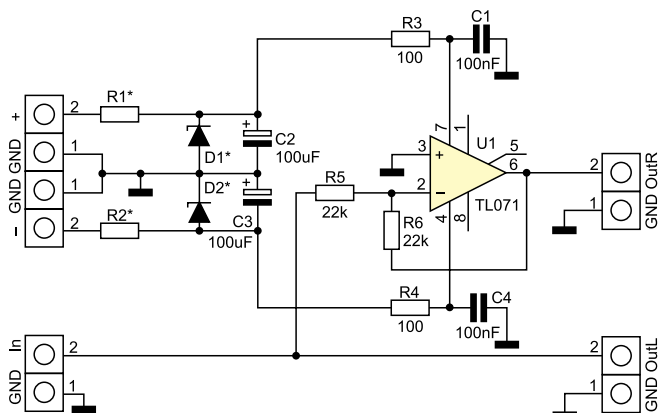 R3
100
C1
100nF
+
2
R1*
GND
1
GND
1
-
2
R2*
D1*
D2*
+
C2
100uF
+
C3
100uF
7
1
U1
3
+
5
6
2
-
TL071
4
8
R5
22k
R6
22k
2
OutR
1
GND
R4
100
C4
100nF
In
2
GND
1
2
OutL
1
GND